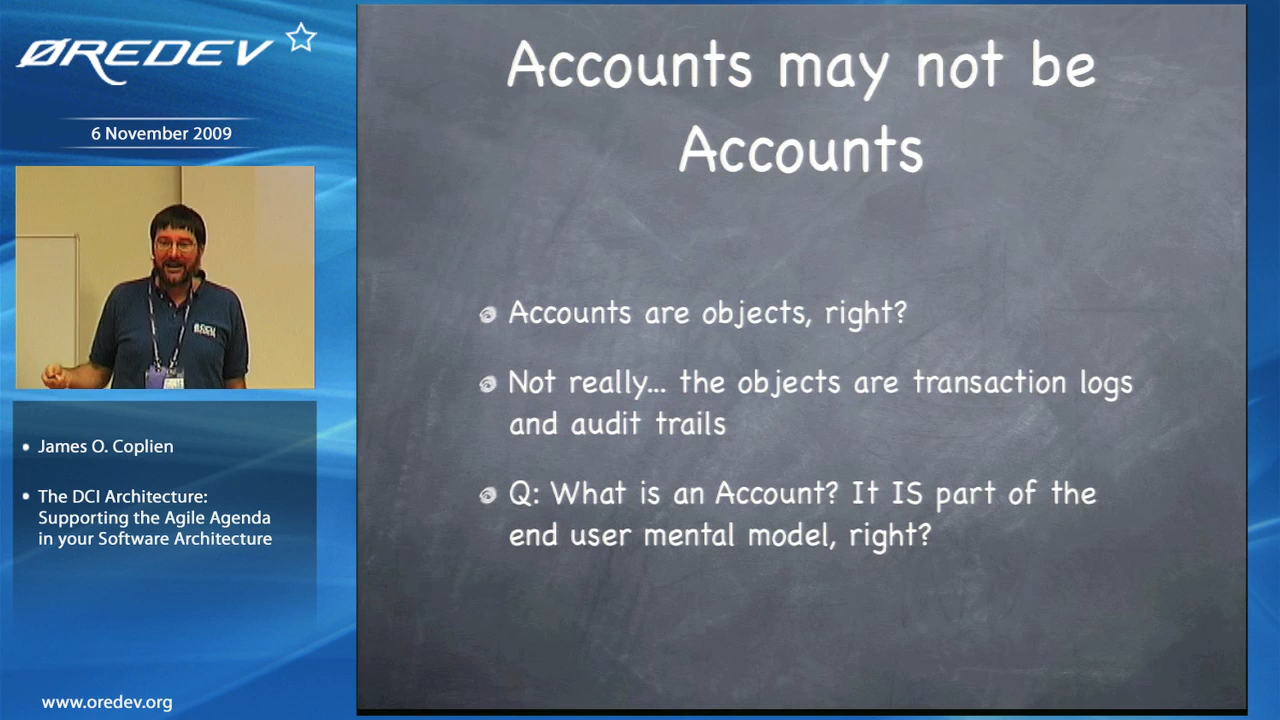 ØREDEV
6 November 2009
James O. Coplien
The DCI Architecture:
Supporting the Agile Agenda
in your Software Architecture
www.oredev.org
Accounts may not be
Accounts
Accounts are objects, right?
Not really... the objects are transaction logs
and audit trails
Q: What is an Account? It IS part of the
end user mental model, right?